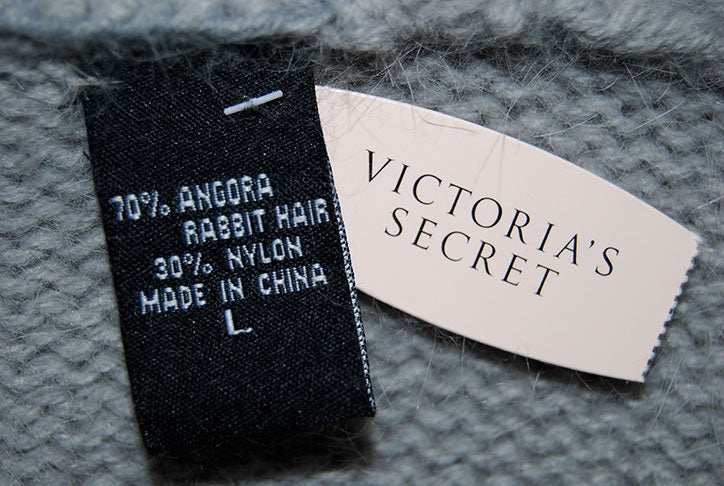 70% ANGORA
RABBIT HAIR
30% NYLON
MADE IN CHINA
L
VICTORIA'S
SECRET